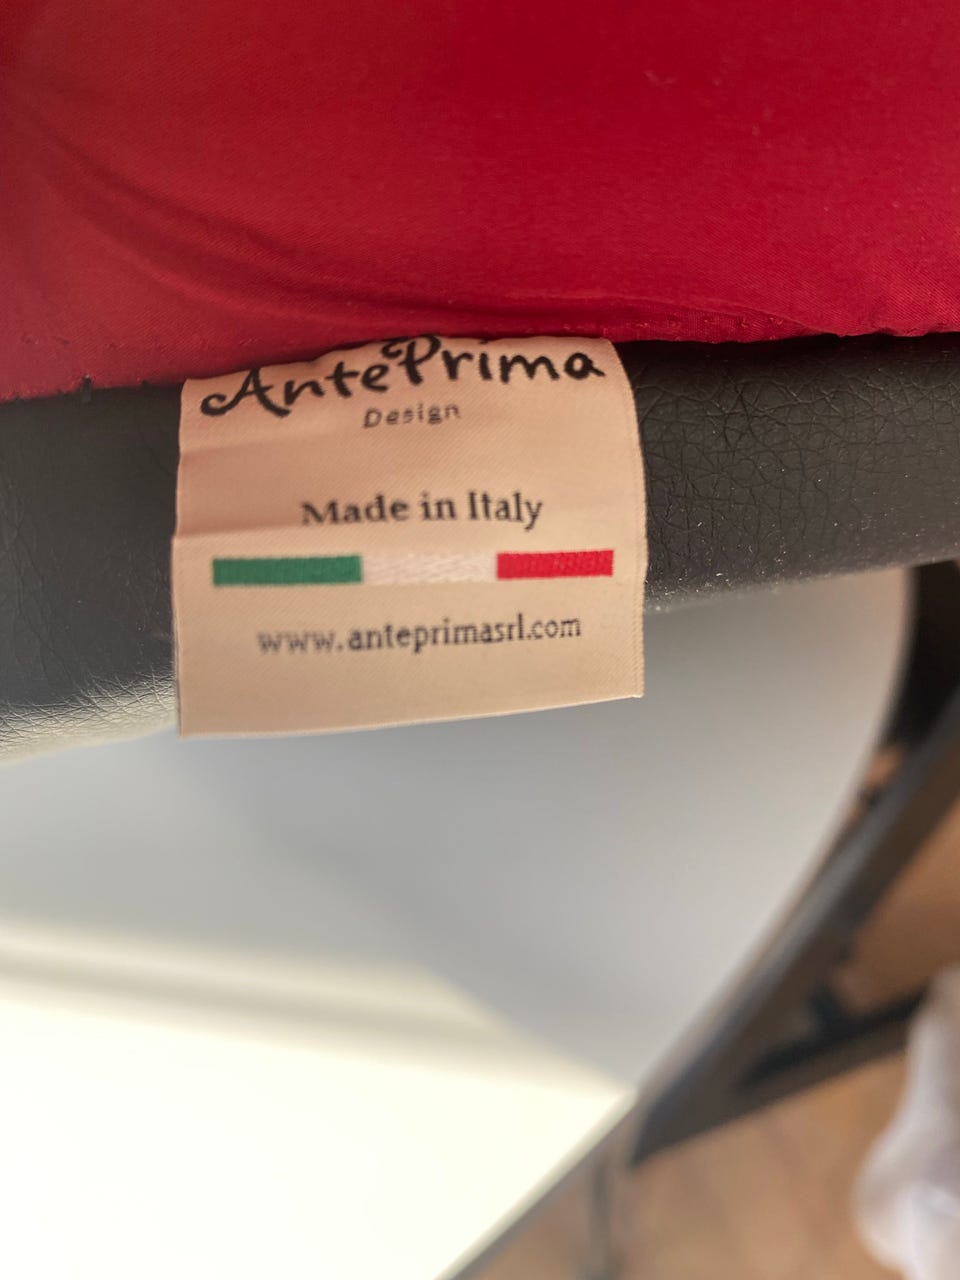 AntePrima
Design
Made in Italy
www.anteprimasrl.com